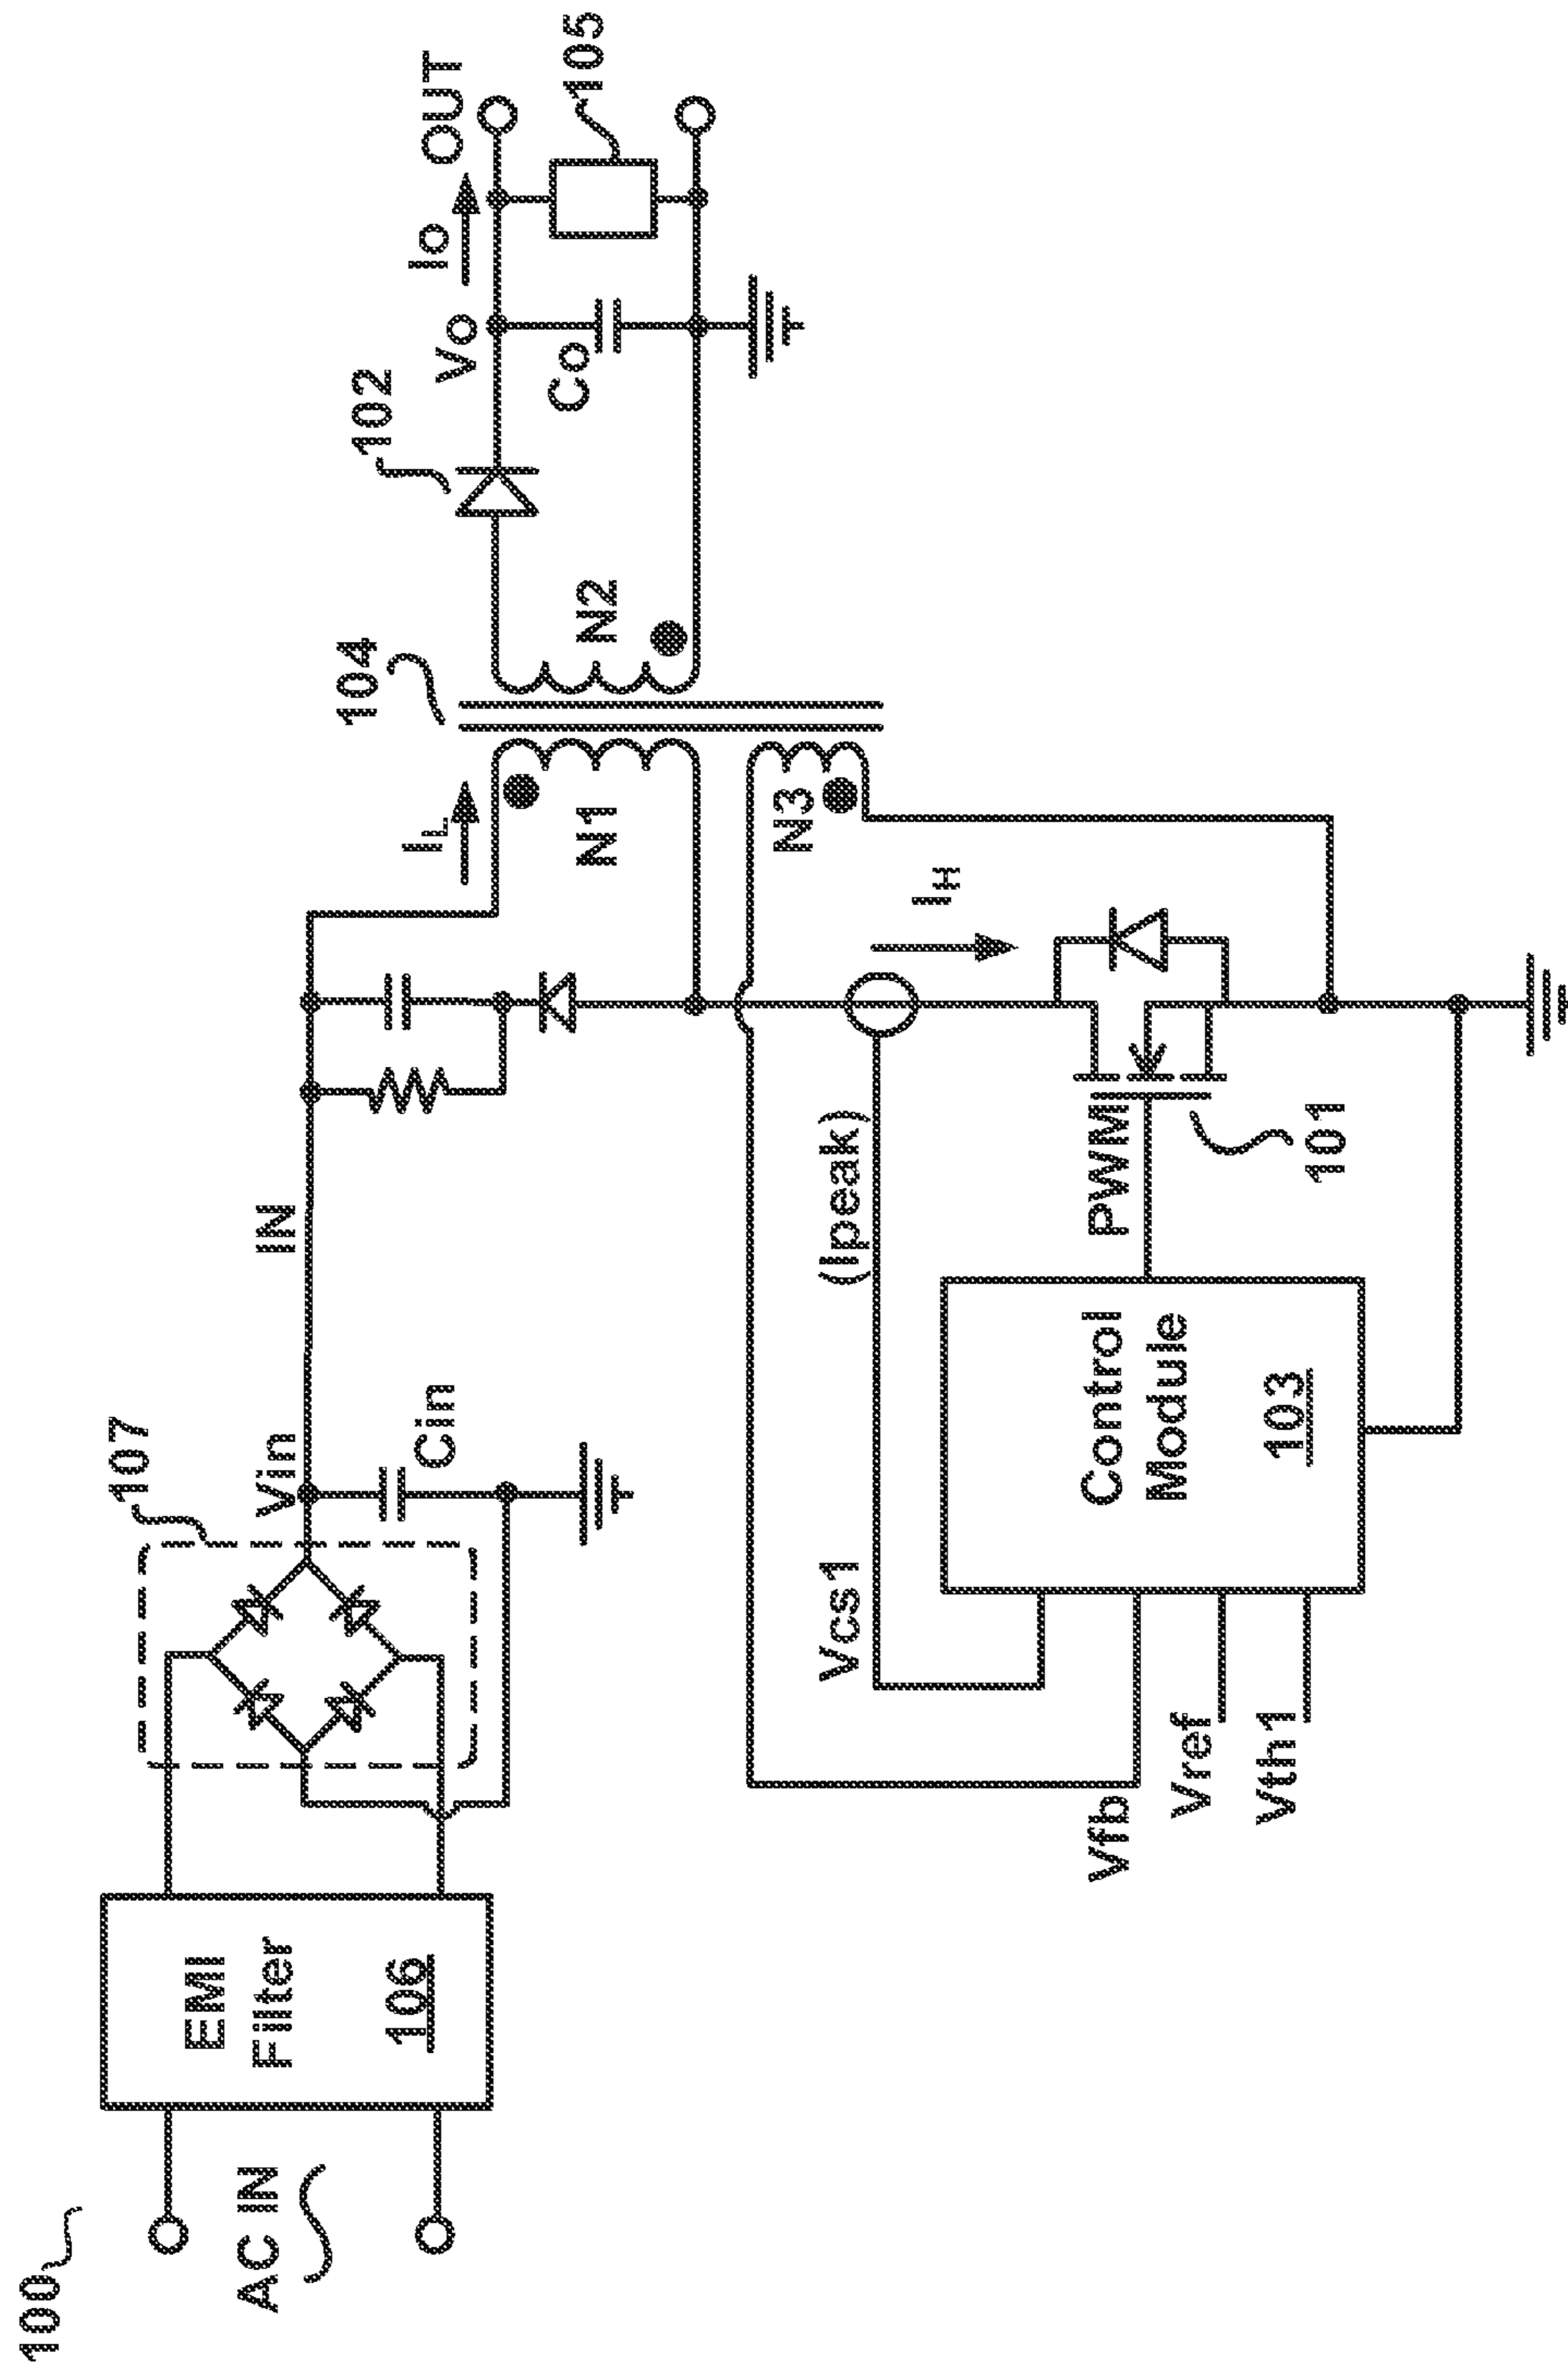 100
AC IN
EMI
Filter
106
107
Vin
Cin
IN
IL
N1
104
N2
N3
102
Vo
Co
Io
OUT
105
IH
(Ipeak)
Vcs1
Vfb
Vref
Vth1
Control
Module
103
PWM
101